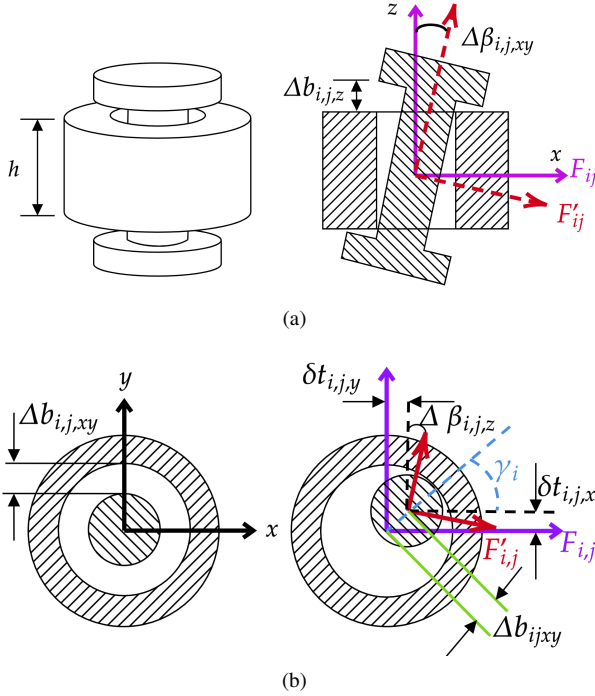 z
Δβi,j,xy
Δbi,j,z
h
x
Fij
F′ij
(a)
y
δti,j,y
Δbi,j,xy
Δ βi,j,z
γi
δti,j,x
x
F′i,j
Fi,j
Δbijxy
(b)